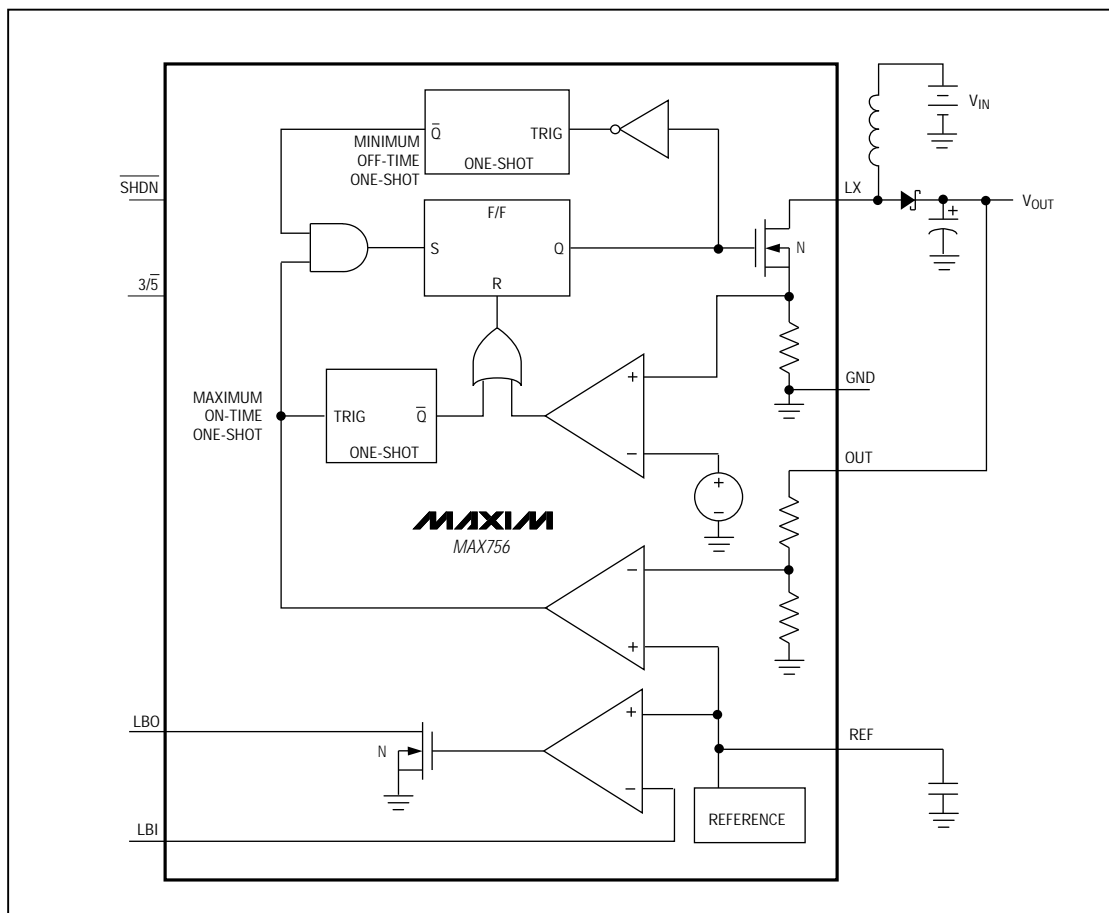 V_IN
Q̅
TRIG
MINIMUM
OFF-TIME
ONE-SHOT
ONE-SHOT
S̅H̅D̅N̅
LX
V_OUT
F/F
S
Q
R
N
+
3/5̅
+
GND
MAXIMUM
ON-TIME
ONE-SHOT
TRIG
Q̅
ONE-SHOT
−
OUT
+
−
MAXIM
MAX756
−
+
LBO
N
+
REF
−
REFERENCE
LBI